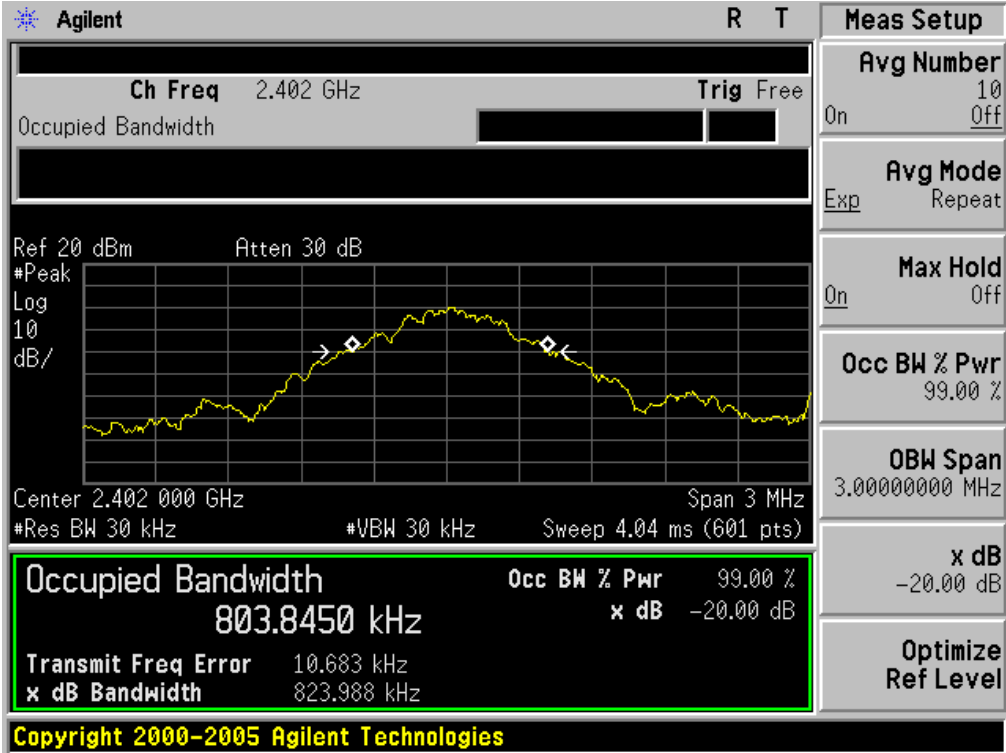 Agilent R T
Ch Freq 2.402 GHz Trig Free
Occupied Bandwidth
Ref 20 dBm Atten 30 dB
#Peak
Log
10
dB/
Center 2.402 000 GHz Span 3 MHz
#Res BW 30 kHz #VBW 30 kHz Sweep 4.04 ms (601 pts)
Occupied Bandwidth Occ BW % Pwr 99.00 %
803.8450 kHz x dB -20.00 dB
Transmit Freq Error 10.683 kHz
x dB Bandwidth 823.988 kHz
Copyright 2000-2005 Agilent Technologies
Meas Setup
Avg Number
10
On Off
Avg Mode
Exp Repeat
Max Hold
On Off
Occ BW % Pwr
99.00 %
OBW Span
3.00000000 MHz
x dB
-20.00 dB
Optimize
Ref Level